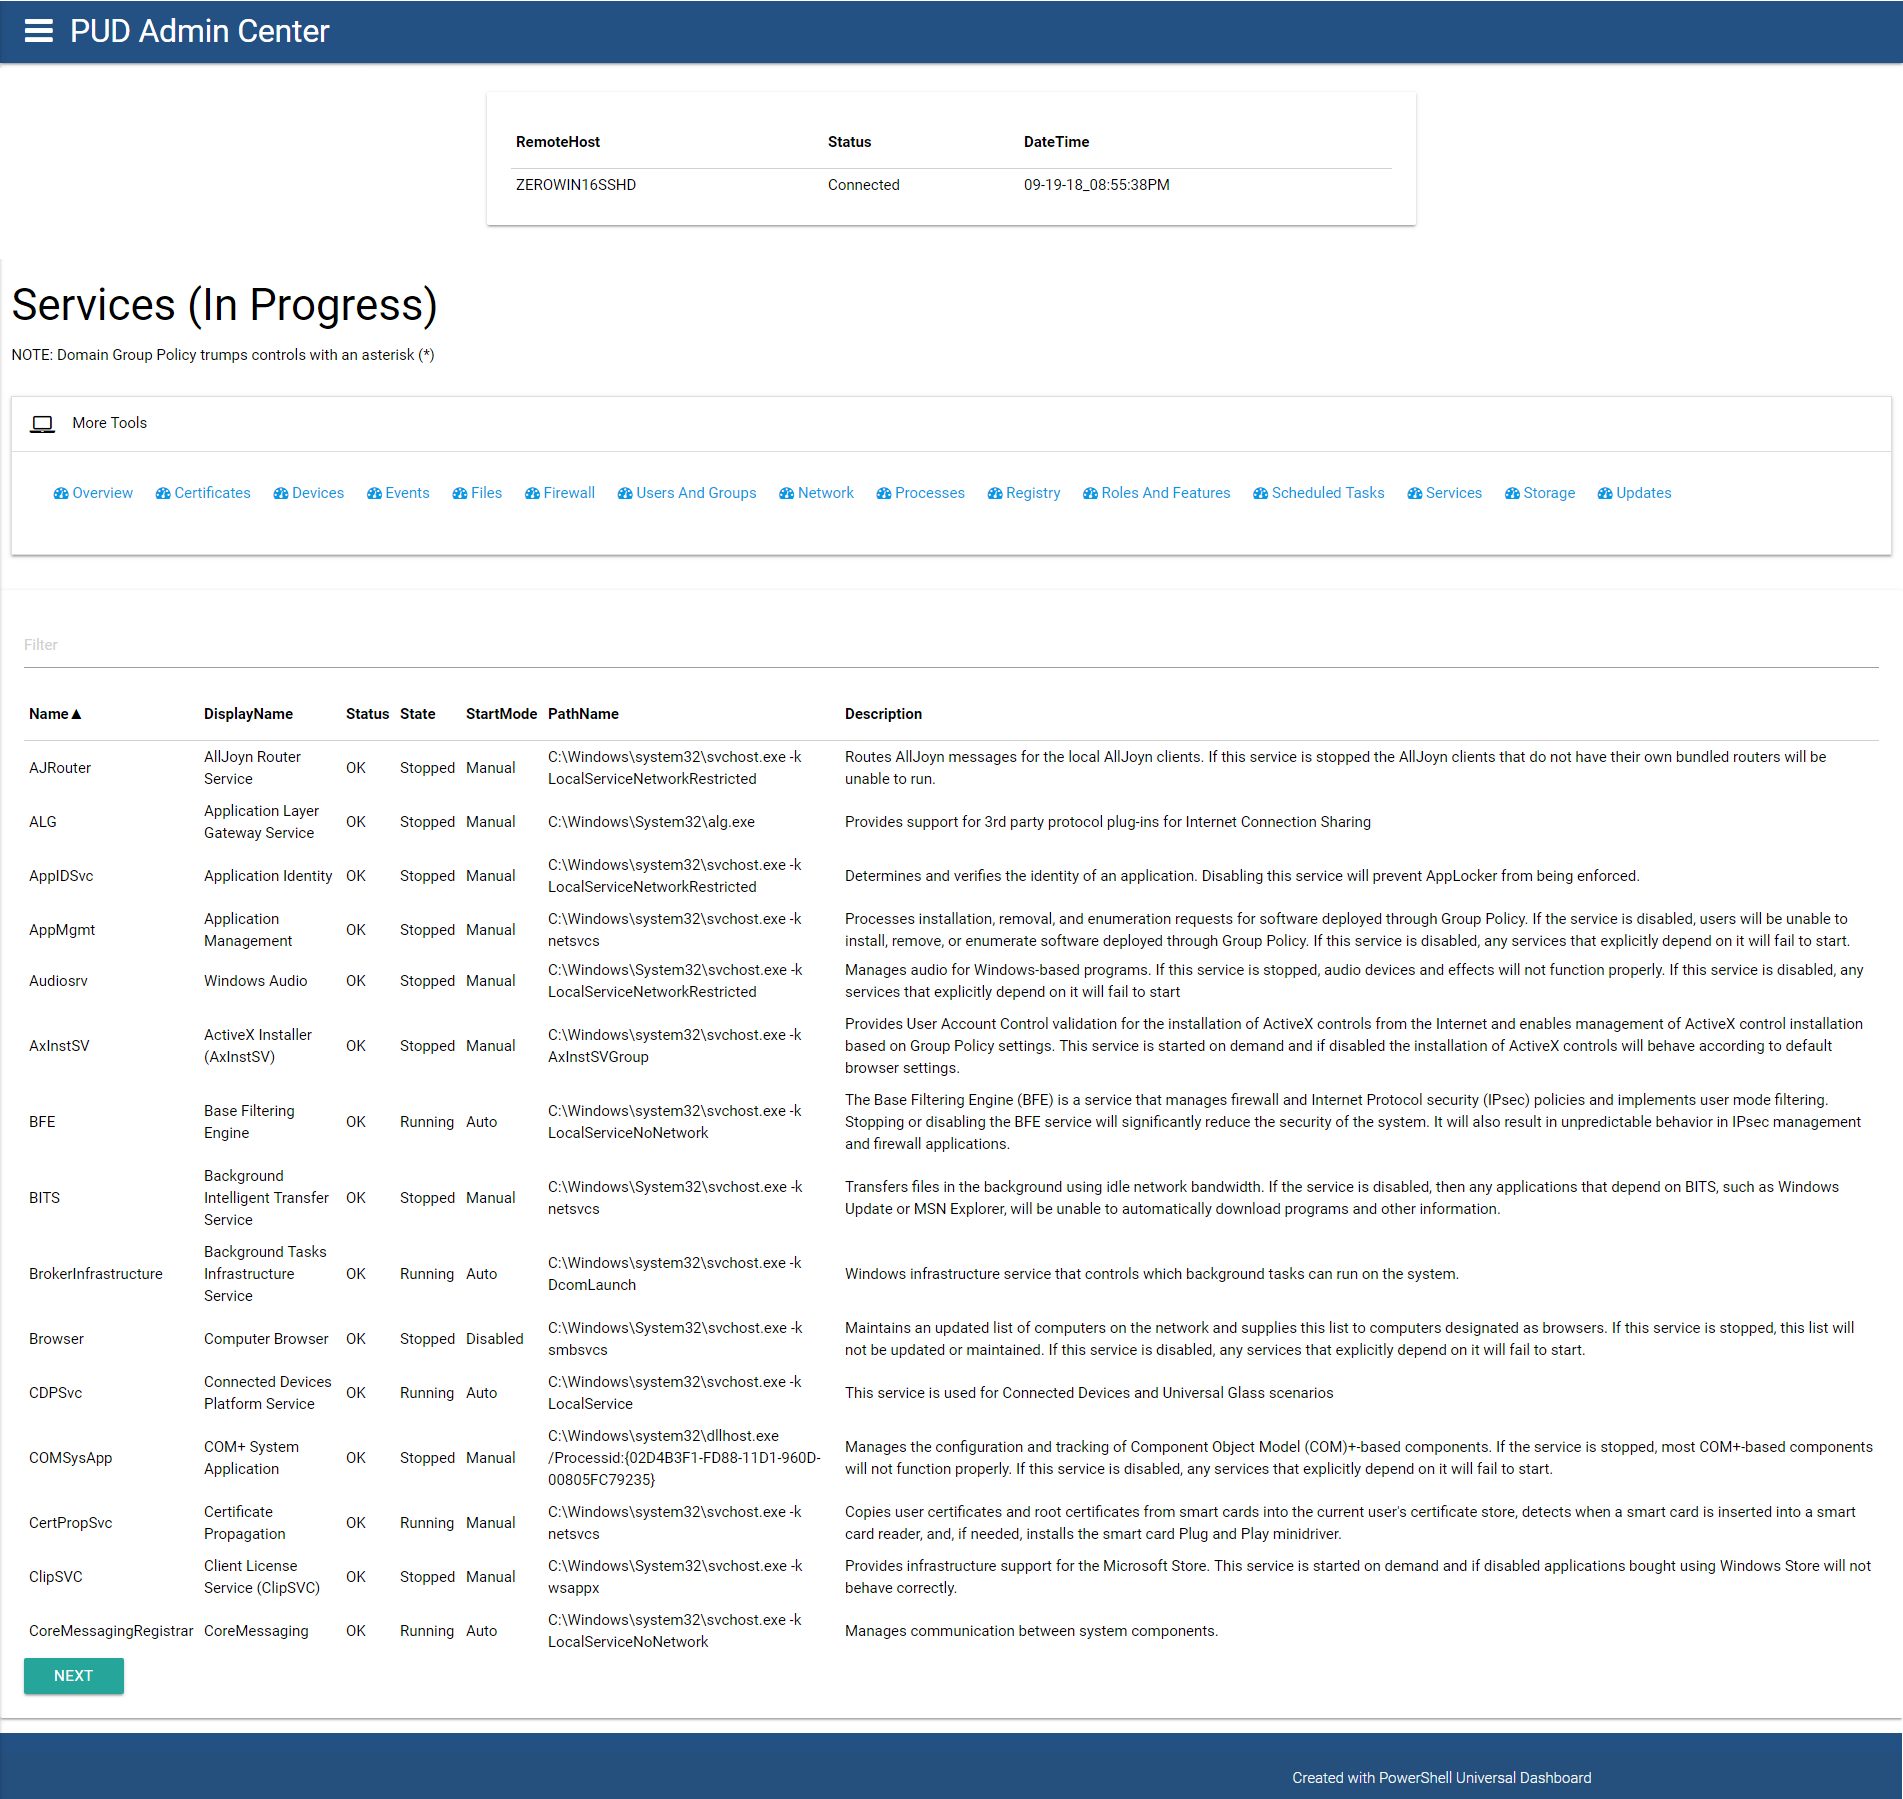 PUD Admin Center
RemoteHost Status DateTime
ZEROWIN16SSHD Connected 09-19-18_08:55:38PM
Services (In Progress)
NOTE: Domain Group Policy trumps controls with an asterisk (*)
More Tools
Overview Certificates Devices Events Files Firewall Users And Groups Network Processes Registry Roles And Features Scheduled Tasks Services Storage Updates
Filter
Name▲ DisplayName Status State StartMode PathName Description
AJRouter
AllJoyn Router
Service
OK Stopped Manual
C:\Windows\system32\svchost.exe -k
LocalServiceNetworkRestricted
Routes AllJoyn messages for the local AllJoyn clients. If this service is stopped the AllJoyn clients that do not have their own bundled routers will be
unable to run.
ALG
Application Layer
Gateway Service
OK Stopped Manual
C:\Windows\System32\alg.exe
Provides support for 3rd party protocol plug-ins for Internet Connection Sharing
AppIDSvc
Application Identity
OK Stopped Manual
C:\Windows\system32\svchost.exe -k
LocalServiceNetworkRestricted
Determines and verifies the identity of an application. Disabling this service will prevent AppLocker from being enforced.
AppMgmt
Application
Management
OK Stopped Manual
C:\Windows\system32\svchost.exe -k
netsvcs
Processes installation, removal, and enumeration requests for software deployed through Group Policy. If the service is disabled, users will be unable to
install, remove, or enumerate software deployed through Group Policy. If this service is disabled, any services that explicitly depend on it will fail to start.
Audiosrv
Windows Audio
OK Stopped Manual
C:\Windows\System32\svchost.exe -k
LocalServiceNetworkRestricted
Manages audio for Windows-based programs. If this service is stopped, audio devices and effects will not function properly. If this service is disabled, any
services that explicitly depend on it will fail to start
AxInstSV
ActiveX Installer
(AxInstSV)
OK Stopped Manual
C:\Windows\system32\svchost.exe -k
AxInstSVGroup
Provides User Account Control validation for the installation of ActiveX controls from the Internet and enables management of ActiveX control installation
based on Group Policy settings. This service is started on demand and if disabled the installation of ActiveX controls will behave according to default
browser settings.
BFE
Base Filtering
Engine
OK Running Auto
C:\Windows\system32\svchost.exe -k
LocalServiceNoNetwork
The Base Filtering Engine (BFE) is a service that manages firewall and Internet Protocol security (IPsec) policies and implements user mode filtering.
Stopping or disabling the BFE service will significantly reduce the security of the system. It will also result in unpredictable behavior in IPsec management
and firewall applications.
BITS
Background
Intelligent Transfer
Service
OK Stopped Manual
C:\Windows\System32\svchost.exe -k
netsvcs
Transfers files in the background using idle network bandwidth. If the service is disabled, then any applications that depend on BITS, such as Windows
Update or MSN Explorer, will be unable to automatically download programs and other information.
BrokerInfrastructure
Background Tasks
Infrastructure
Service
OK Running Auto
C:\Windows\system32\svchost.exe -k
DcomLaunch
Windows infrastructure service that controls which background tasks can run on the system.
Browser
Computer Browser
OK Stopped Disabled
C:\Windows\System32\svchost.exe -k
smbsvcs
Maintains an updated list of computers on the network and supplies this list to computers designated as browsers. If this service is stopped, this list will
not be updated or maintained. If this service is disabled, any services that explicitly depend on it will fail to start.
CDPSvc
Connected Devices
Platform Service
OK Running Auto
C:\Windows\system32\svchost.exe -k
LocalService
This service is used for Connected Devices and Universal Glass scenarios
COMSysApp
COM+ System
Application
OK Stopped Manual
C:\Windows\system32\dllhost.exe
/Processid:{02D4B3F1-FD88-11D1-960D-
00805FC79235}
Manages the configuration and tracking of Component Object Model (COM)+-based components. If the service is stopped, most COM+-based components
will not function properly. If this service is disabled, any services that explicitly depend on it will fail to start.
CertPropSvc
Certificate
Propagation
OK Running Manual
C:\Windows\system32\svchost.exe -k
netsvcs
Copies user certificates and root certificates from smart cards into the current user's certificate store, detects when a smart card is inserted into a smart
card reader, and, if needed, installs the smart card Plug and Play minidriver.
ClipSVC
Client License
Service (ClipSVC)
OK Stopped Manual
C:\Windows\System32\svchost.exe -k
wsappx
Provides infrastructure support for the Microsoft Store. This service is started on demand and if disabled applications bought using Windows Store will not
behave correctly.
CoreMessagingRegistrar
CoreMessaging
OK Running Auto
C:\Windows\system32\svchost.exe -k
LocalServiceNoNetwork
Manages communication between system components.
NEXT
Created with PowerShell Universal Dashboard